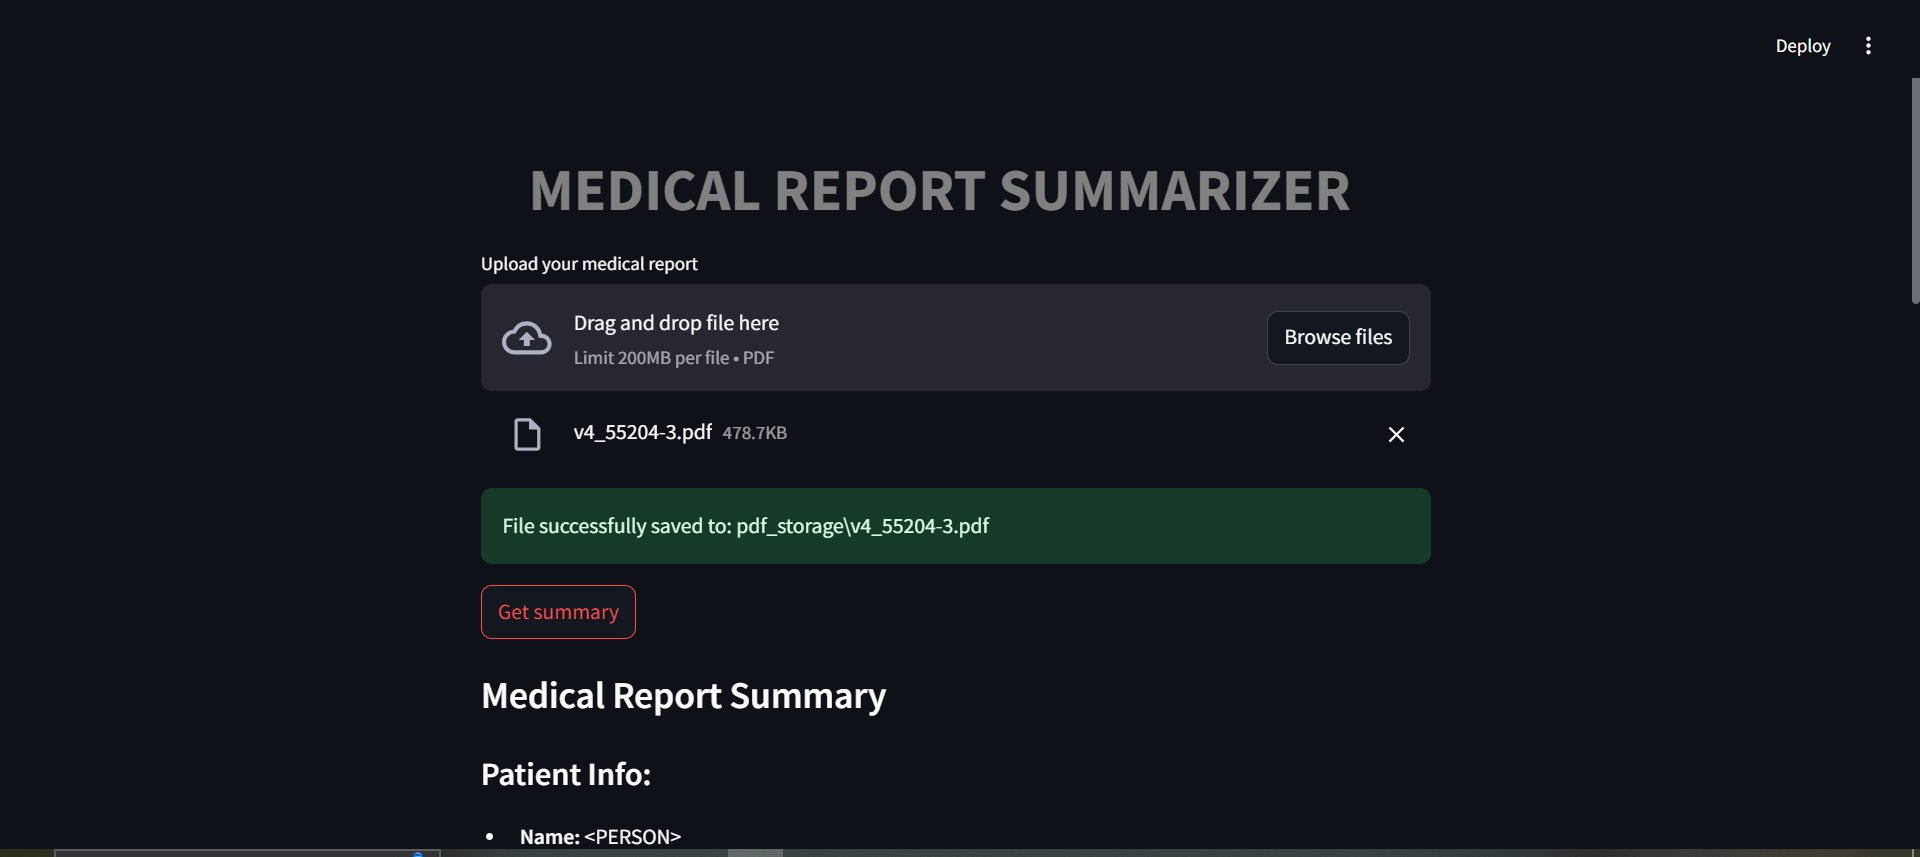 Deploy
MEDICAL REPORT SUMMARIZER
Upload your medical report
Drag and drop file here
Limit 200MB per file • PDF
Browse files
v4_55204-3.pdf 478.7KB
File successfully saved to: pdf_storage\v4_55204-3.pdf
Get summary
Medical Report Summary
Patient Info:
• Name: <PERSON>